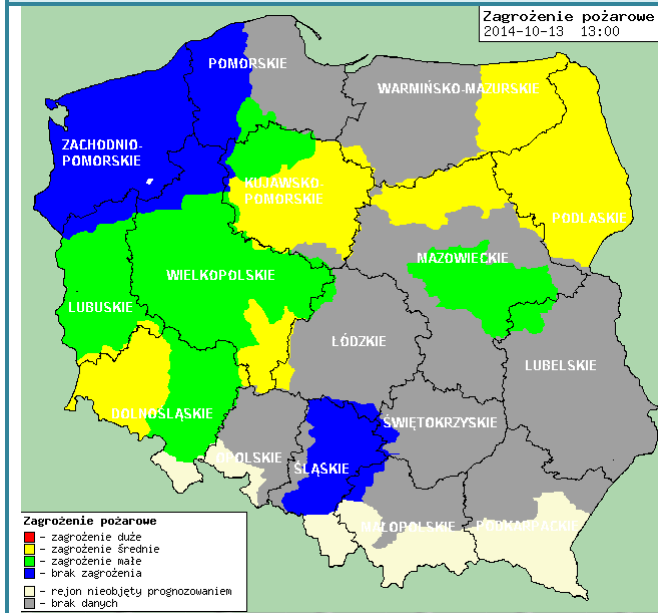 Zagrożenie pożarowe
2014-10-13 13:00
POMORSKIE
WARMIŃSKO-MAZURSKIE
ZACHODNIO-
POMORSKIE
KUJAWSKO-
POMORSKIE
PODLASKIE
MAZOWIECKIE
WIELKOPOLSKIE
LUBUSKIE
ŁÓDZKIE
LUBELSKIE
DOLNOŚLĄSKIE
ŚWIĘTOKRZYSKIE
OPOLSKIE
ŚLĄSKIE
MAŁOPOLSKIE
PODKARPACKIE
Zagrożenie pożarowe
- zagrożenie duże
- zagrożenie średnie
- zagrożenie małe
- brak zagrożenia
- rejon nieobjęty prognozowaniem
- brak danych